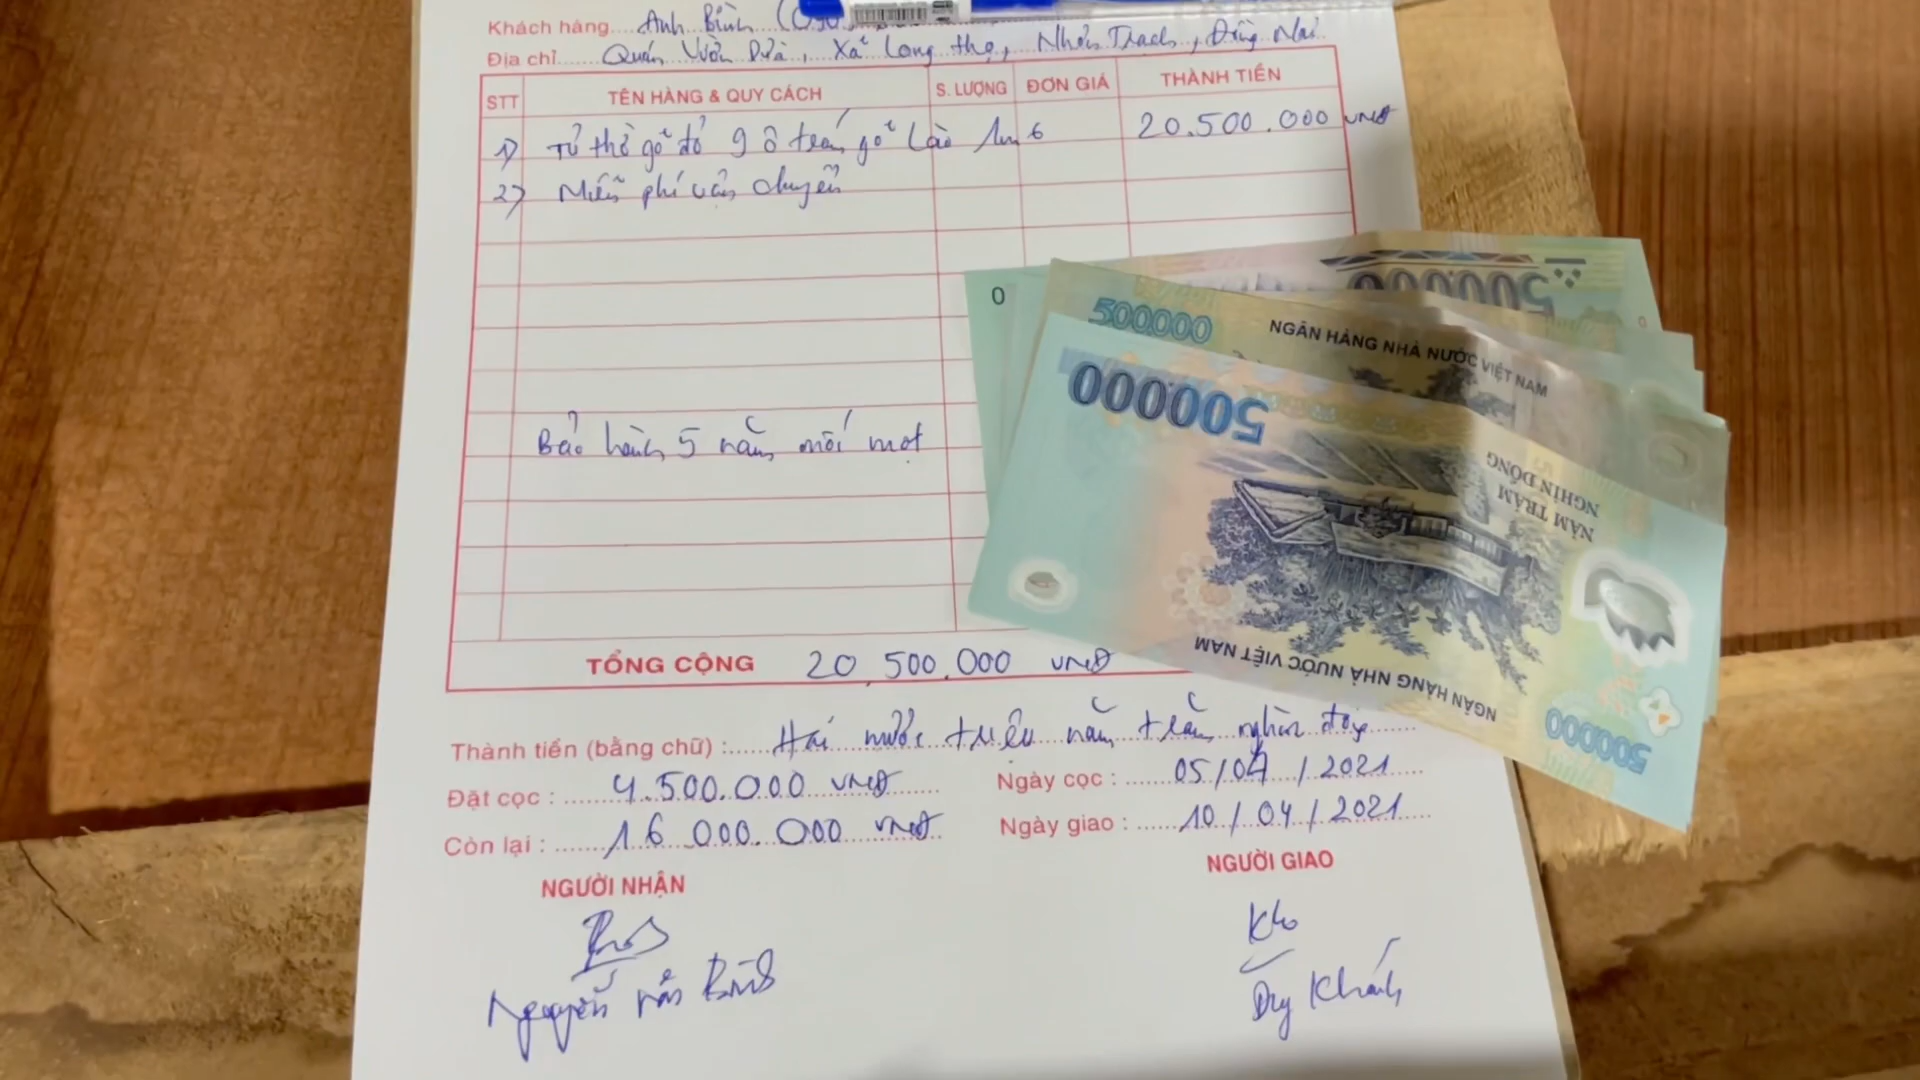 Khách hàng Anh Bình (090
Địa chỉ Quán Vườn Dừa, Xã Long thọ, Nhơn Trạch, Đồng Nai
STT TÊN HÀNG & QUY CÁCH S. LƯỢNG ĐƠN GIÁ THÀNH TIỀN
1) Tủ thờ gỗ đỏ 9 ô trám gõ Lào 1m6 20.500.000 vnđ
2) Miễn phí vận chuyển
Bảo hành 5 năm mối mọt
TỔNG CỘNG 20.500.000 vnđ
Thành tiền (bằng chữ) : Hai mươi triệu năm trăm nghìn đồng
Đặt cọc : 4.500.000 vnđ Ngày cọc : 05/04/2021
Còn lại : 16.000.000 vnđ Ngày giao : 10/04/2021
NGƯỜI NHẬN NGƯỜI GIAO
Nguyễn Văn Bình Duy Khánh
0
500000
500000 NGÂN HÀNG NHÀ NƯỚC VIỆT NAM
500000
NĂM TRĂM
NGHÌN ĐỒNG
NGÂN HÀNG NHÀ NƯỚC VIỆT NAM
500000